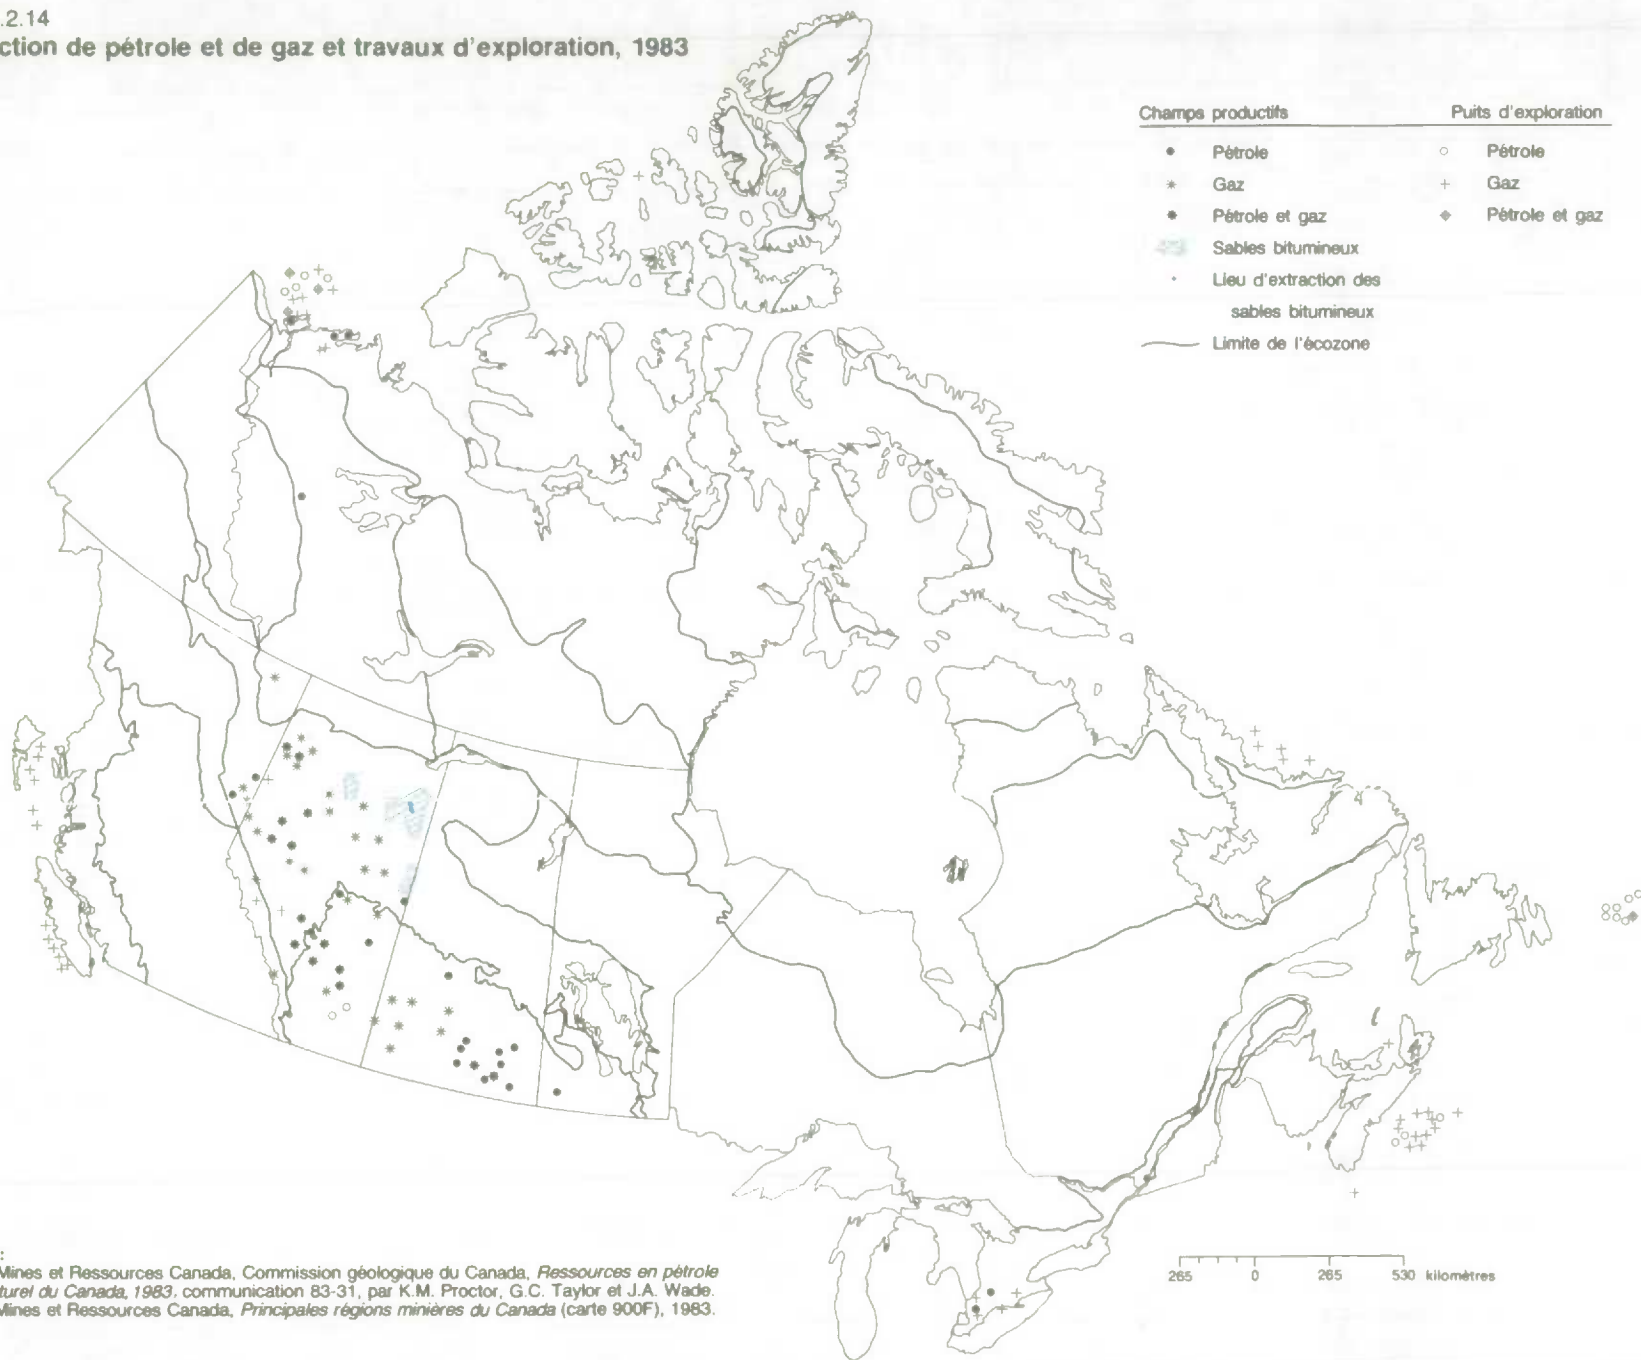 .2.14
ction de pétrole et de gaz et travaux d'exploration, 1983
Champs productifs
Pétrole
Gaz
Pétrole et gaz
Sables bitumineux
Lieu d'extraction des
sables bitumineux
Limite de l'écozone
Puits d'exploration
Pétrole
Gaz
Pétrole et gaz
265 0 265 530 kilomètres
:
Mines et Ressources Canada, Commission géologique du Canada, Ressources en pétrole
turel du Canada, 1983, communication 83-31, par K.M. Proctor, G.C. Taylor et J.A. Wade.
Mines et Ressources Canada, Principales régions minières du Canada (carte 900F), 1983.